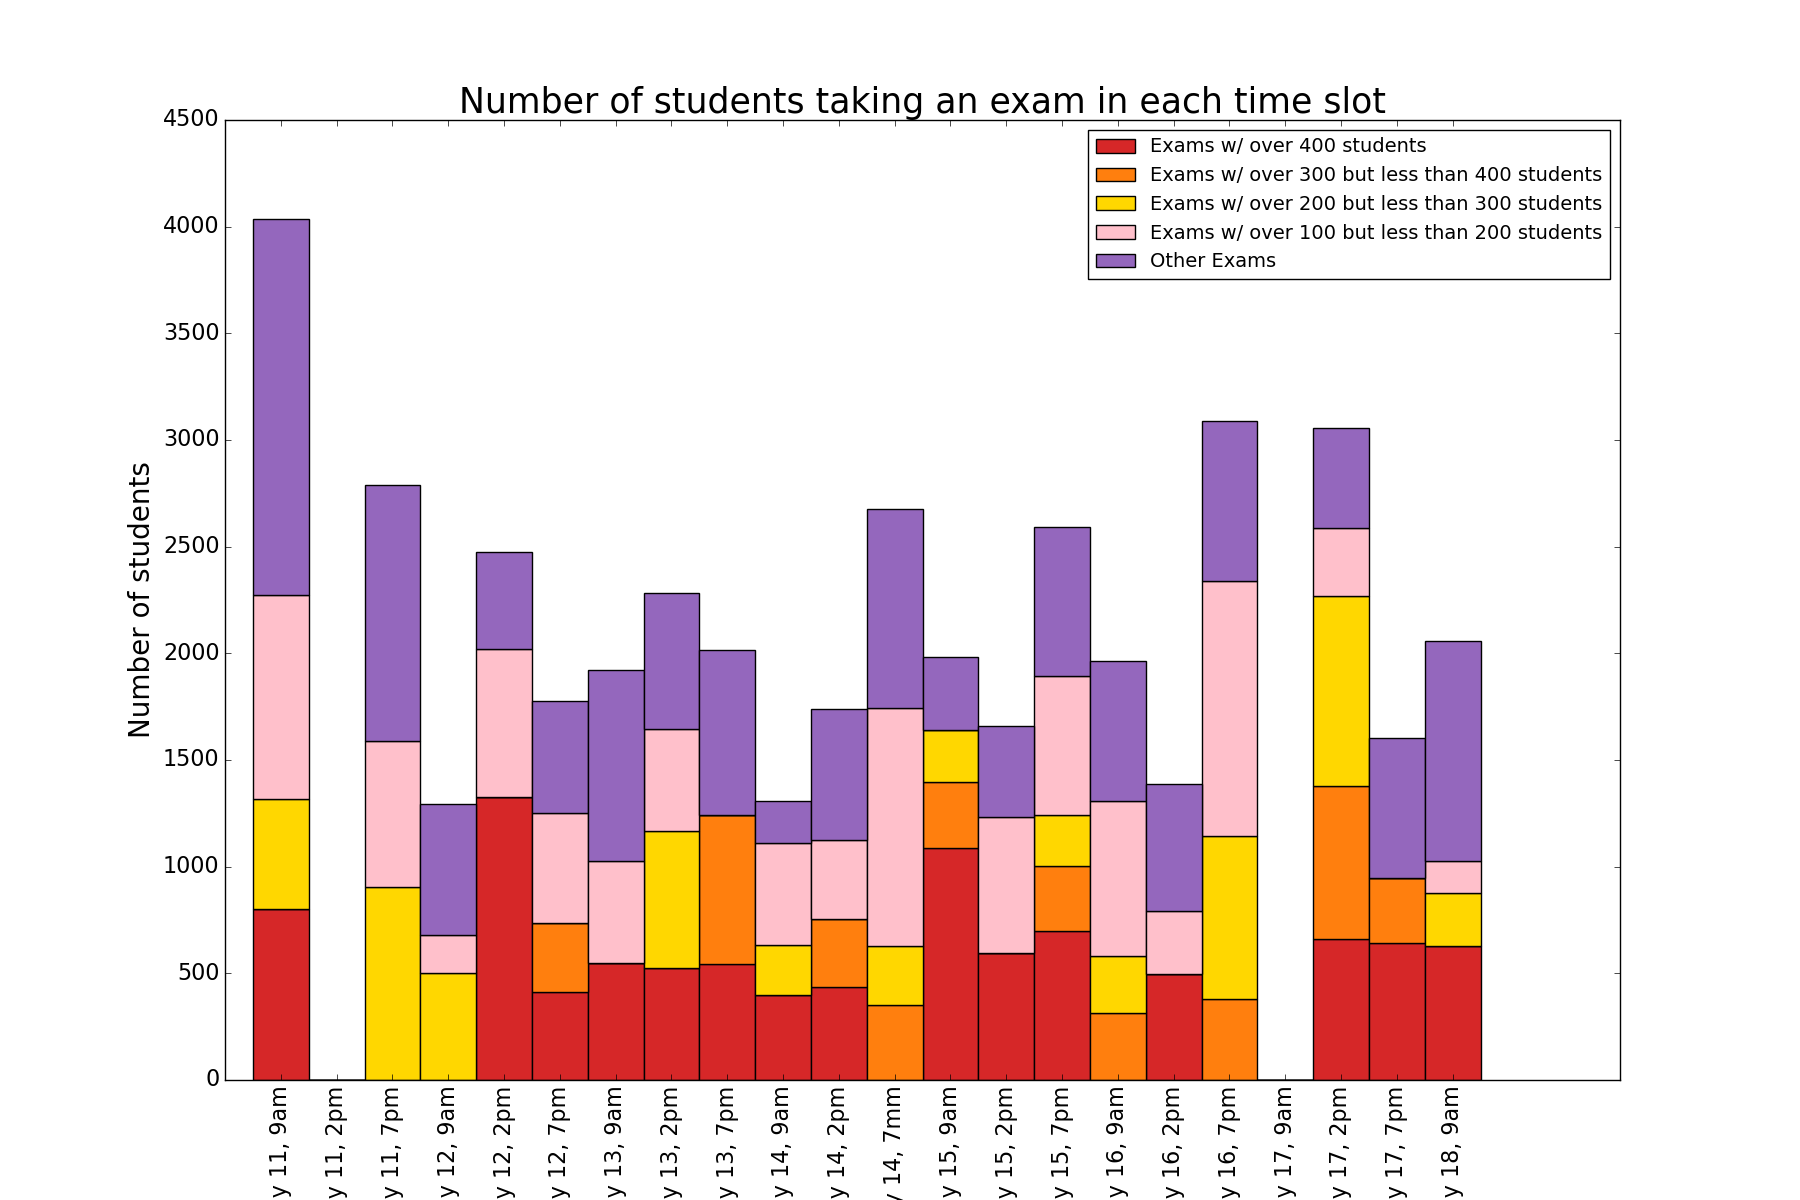 Number of students taking an exam in each time slot
4500
4000
3500
3000
2500
2000
1500
1000
500
0
Number of students
Exams w/ over 400 students
Exams w/ over 300 but less than 400 students
Exams w/ over 200 but less than 300 students
Exams w/ over 100 but less than 200 students
Other Exams
y 11, 9am
y 11, 2pm
y 11, 7pm
y 12, 9am
y 12, 2pm
y 12, 7pm
y 13, 9am
y 13, 2pm
y 13, 7pm
y 14, 9am
y 14, 2pm
y 14, 7mm
y 15, 9am
y 15, 2pm
y 15, 7pm
y 16, 9am
y 16, 2pm
y 16, 7pm
y 17, 9am
y 17, 2pm
y 17, 7pm
y 18, 9am